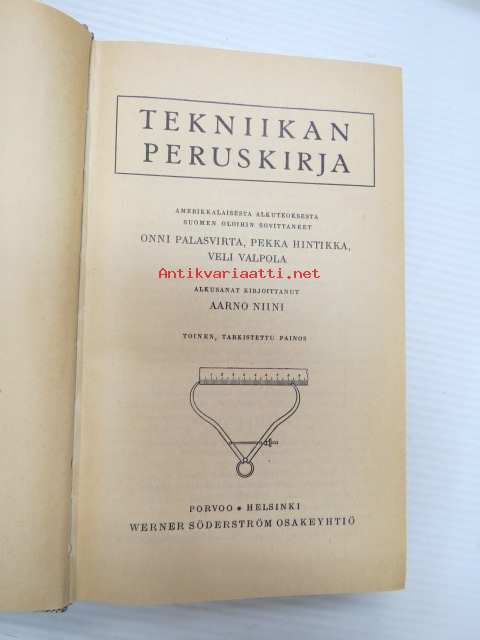 TEKNIIKAN
PERUSKIRJA
AMERIKKALAISESTA ALKUTEOKSESTA
SUOMEN OLOIHIN SOVITTANEET
ONNI PALASVIRTA, PEKKA HINTIKKA,
VELI VALPOLA
Antikvariaatti.net
ALKUSANAT KIRJOITTANUT
AARNO NIINI
TOINEN, TARKISTETTU PAINOS
PORVOO • HELSINKI
WERNER SÖDERSTRÖM OSAKEYHTIÖ